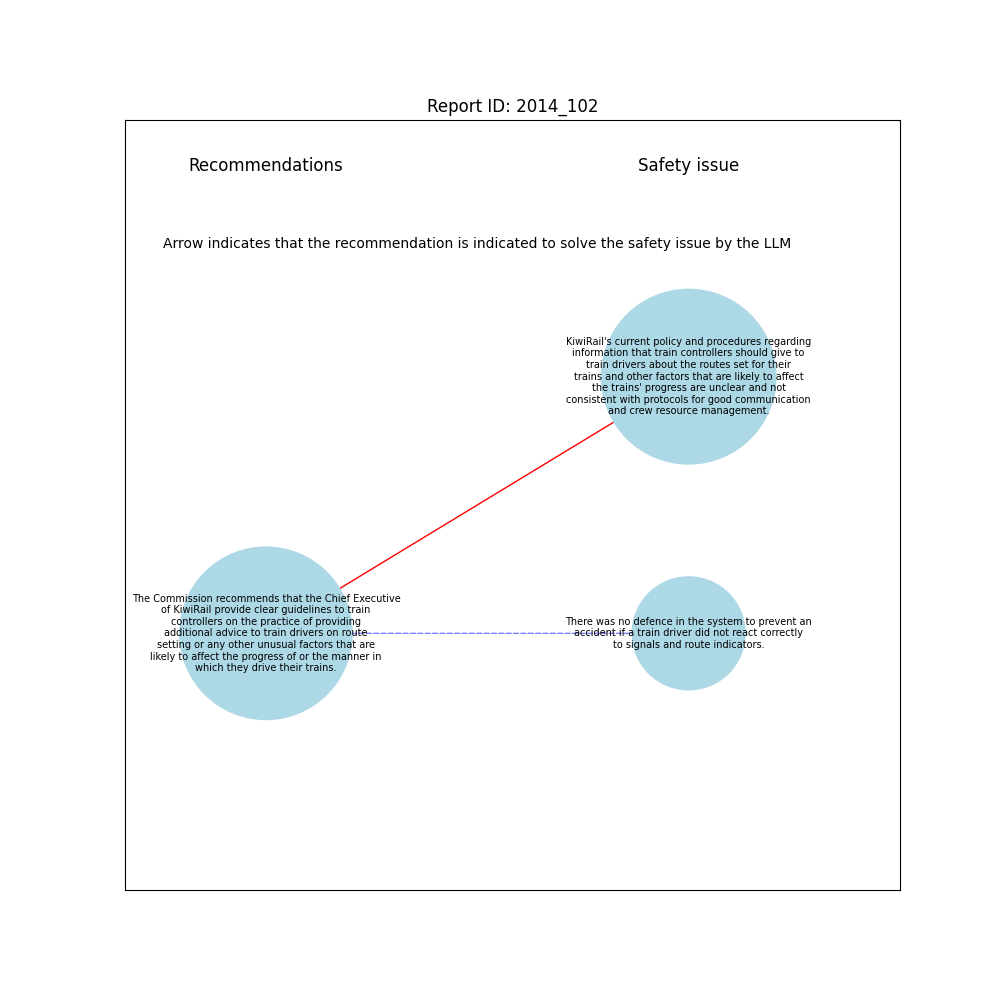 Report ID: 2014_102
Recommendations
Safety issue
Arrow indicates that the recommendation is indicated to solve the safety issue by the LLM
KiwiRail's current policy and procedures regarding
information that train controllers should give to
train drivers about the routes set for their
trains and other factors that are likely to affect
the trains' progress are unclear and not
consistent with protocols for good communication
and crew resource management.
The Commission recommends that the Chief Executive
of KiwiRail provide clear guidelines to train
controllers on the practice of providing
additional advice to train drivers on route
setting or any other unusual factors that are
likely to affect the progress of or the manner in
which they drive their trains.
There was no defence in the system to prevent an
accident if a train driver did not react correctly
to signals and route indicators.